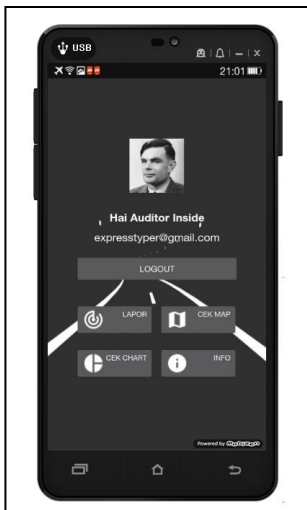 USB
21:01
Hai Auditor Inside
expresstyper@gmail.com
LOGOUT
LAPOR
CEK MAP
CEK CHART
INFO
Powered by